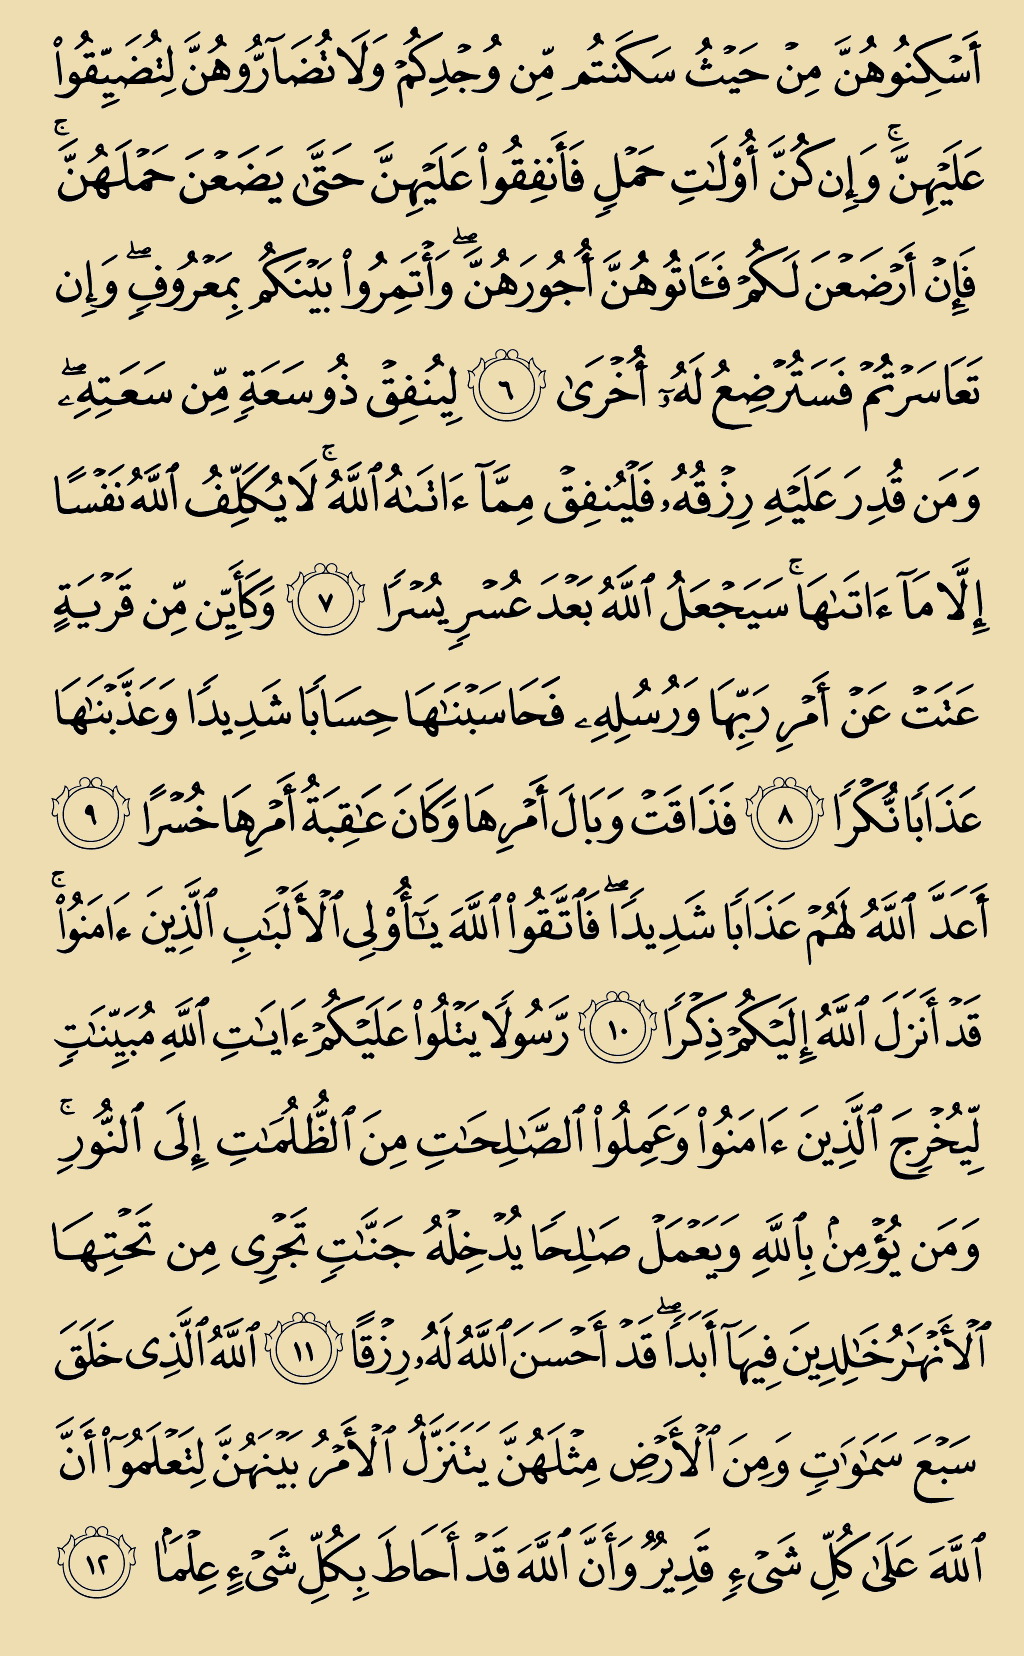 أَسۡكِنُوهُنَّ مِنۡ حَيۡثُ سَكَنتُم مِّن وُجۡدِكُمۡ وَلَا تُضَآرُّوهُنَّ لِتُضَيِّقُواْ
عَلَيۡهِنَّۚ وَإِن كُنَّ أُوْلَٰتِ حَمۡلٖ فَأَنفِقُواْ عَلَيۡهِنَّ حَتَّىٰ يَضَعۡنَ حَمۡلَهُنَّۚ
فَإِنۡ أَرۡضَعۡنَ لَكُمۡ فَـَٔاتُوهُنَّ أُجُورَهُنَّ وَأۡتَمِرُواْ بَيۡنَكُم بِمَعۡرُوفٖۖ وَإِن
تَعَاسَرۡتُمۡ فَسَتُرۡضِعُ لَهُۥٓ أُخۡرَىٰ ٦ لِيُنفِقۡ ذُو سَعَةٖ مِّن سَعَتِهِۦۖ
وَمَن قُدِرَ عَلَيۡهِ رِزۡقُهُۥ فَلۡيُنفِقۡ مِمَّآ ءَاتَىٰهُ ٱللَّهُۚ لَا يُكَلِّفُ ٱللَّهُ نَفۡسًا
إِلَّا مَآ ءَاتَىٰهَاۚ سَيَجۡعَلُ ٱللَّهُ بَعۡدَ عُسۡرٖ يُسۡرٗا ٧ وَكَأَيِّن مِّن قَرۡيَةٍ
عَتَتۡ عَنۡ أَمۡرِ رَبِّهَا وَرُسُلِهِۦ فَحَاسَبۡنَٰهَا حِسَابٗا شَدِيدٗا وَعَذَّبۡنَٰهَا
عَذَابٗا نُّكۡرٗا ٨ فَذَاقَتۡ وَبَالَ أَمۡرِهَا وَكَانَ عَٰقِبَةُ أَمۡرِهَا خُسۡرًا ٩
أَعَدَّ ٱللَّهُ لَهُمۡ عَذَابٗا شَدِيدٗاۖ فَٱتَّقُواْ ٱللَّهَ يَٰٓأُوْلِي ٱلۡأَلۡبَٰبِ ٱلَّذِينَ ءَامَنُواْۚ
قَدۡ أَنزَلَ ٱللَّهُ إِلَيۡكُمۡ ذِكۡرٗا ١٠ رَّسُولٗا يَتۡلُواْ عَلَيۡكُمۡ ءَايَٰتِ ٱللَّهِ مُبَيِّنَٰتٖ
لِّيُخۡرِجَ ٱلَّذِينَ ءَامَنُواْ وَعَمِلُواْ ٱلصَّٰلِحَٰتِ مِنَ ٱلظُّلُمَٰتِ إِلَى ٱلنُّورِۚ
وَمَن يُؤۡمِنۢ بِٱللَّهِ وَيَعۡمَلۡ صَٰلِحٗا يُدۡخِلۡهُ جَنَّٰتٖ تَجۡرِي مِن تَحۡتِهَا
ٱلۡأَنۡهَٰرُ خَٰلِدِينَ فِيهَآ أَبَدٗاۖ قَدۡ أَحۡسَنَ ٱللَّهُ لَهُۥ رِزۡقًا ١١ ٱللَّهُ ٱلَّذِي خَلَقَ
سَبۡعَ سَمَٰوَٰتٖ وَمِنَ ٱلۡأَرۡضِ مِثۡلَهُنَّ يَتَنَزَّلُ ٱلۡأَمۡرُ بَيۡنَهُنَّ لِتَعۡلَمُوٓاْ أَنَّ
ٱللَّهَ عَلَىٰ كُلِّ شَيۡءٖ قَدِيرٞ وَأَنَّ ٱللَّهَ قَدۡ أَحَاطَ بِكُلِّ شَيۡءٍ عِلۡمَۢا ١٢